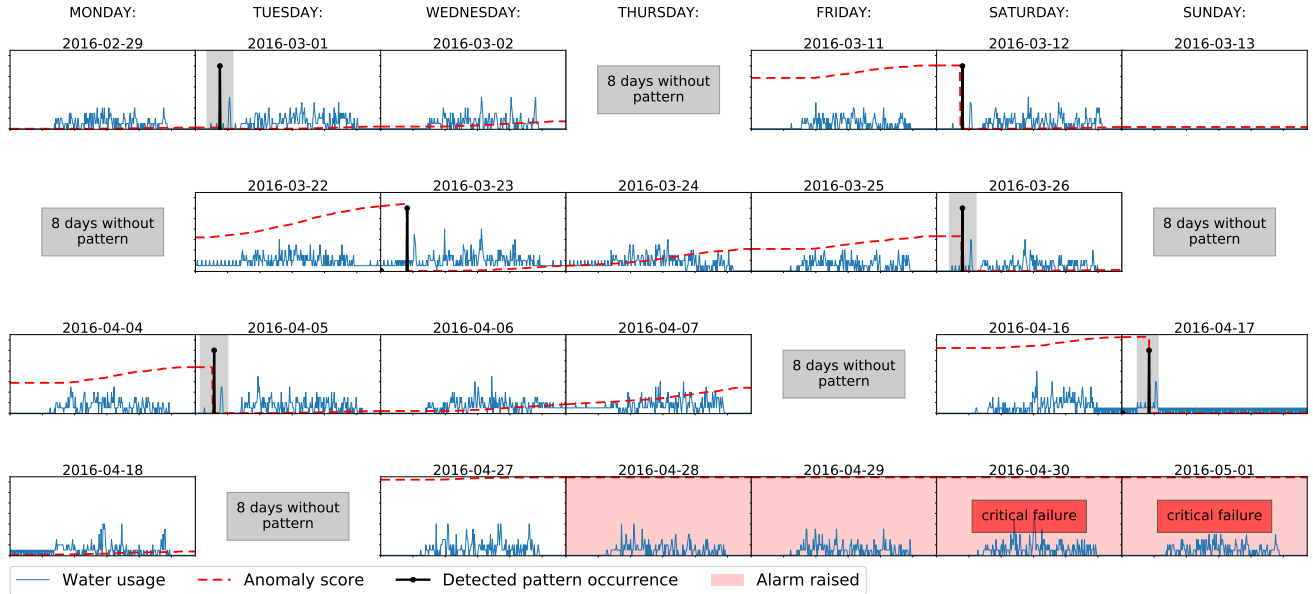 MONDAY: TUESDAY: WEDNESDAY: THURSDAY: FRIDAY: SATURDAY: SUNDAY:
2016-02-29 2016-03-01 2016-03-02 2016-03-11 2016-03-12 2016-03-13
8 days without
pattern
2016-03-22 2016-03-23 2016-03-24 2016-03-25 2016-03-26
8 days without
pattern
8 days without
pattern
2016-04-04 2016-04-05 2016-04-06 2016-04-07 2016-04-16 2016-04-17
8 days without
pattern
2016-04-18 2016-04-27 2016-04-28 2016-04-29 2016-04-30 2016-05-01
8 days without
pattern
critical failure critical failure
Water usage Anomaly score Detected pattern occurrence Alarm raised